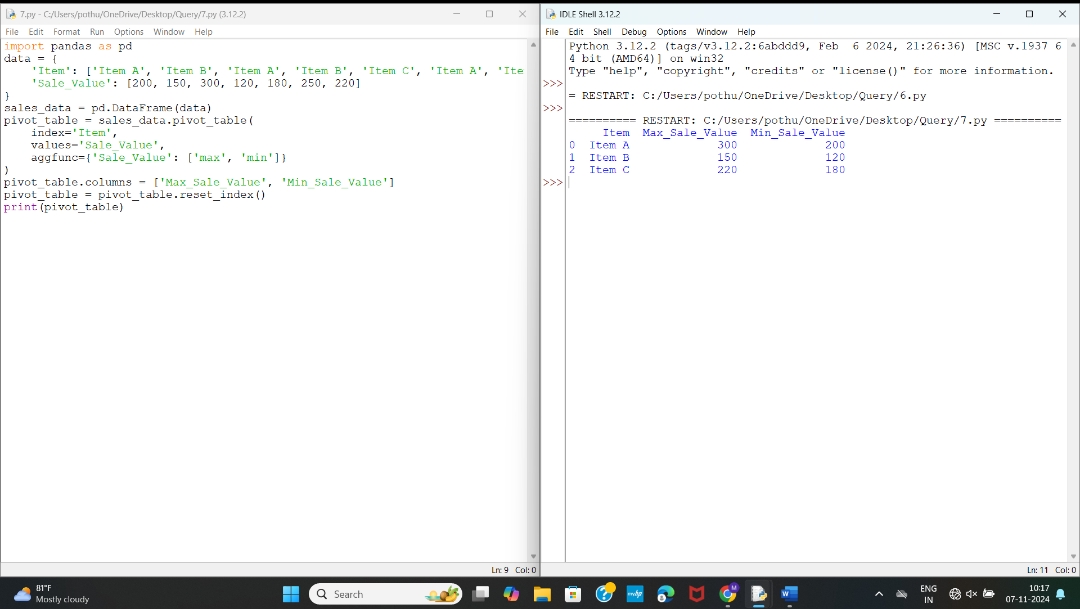 7.py - C:/Users/pothu/OneDrive/Desktop/Query/7.py (3.12.2)
File Edit Format Run Options Window Help
import pandas as pd
data = {
    'Item': ['Item A', 'Item B', 'Item A', 'Item B', 'Item C', 'Item A', 'Ite
    'Sale_Value': [200, 150, 300, 120, 180, 250, 220]
}
sales_data = pd.DataFrame(data)
pivot_table = sales_data.pivot_table(
    index='Item',
    values='Sale_Value',
    aggfunc={'Sale_Value': ['max', 'min']}
)
pivot_table.columns = ['Max_Sale_Value', 'Min_Sale_Value']
pivot_table = pivot_table.reset_index()
print(pivot_table)
Ln: 9 Col: 0
IDLE Shell 3.12.2
File Edit Shell Debug Options Window Help
Python 3.12.2 (tags/v3.12.2:6abddd9, Feb  6 2024, 21:26:36) [MSC v.1937 6
4 bit (AMD64)] on win32
Type "help", "copyright", "credits" or "license()" for more information.
>>>
= RESTART: C:/Users/pothu/OneDrive/Desktop/Query/6.py
>>>
========== RESTART: C:/Users/pothu/OneDrive/Desktop/Query/7.py ==========
     Item  Max_Sale_Value  Min_Sale_Value
0  Item A             300             200
1  Item B             150             120
2  Item C             220             180
>>>
Ln: 11 Col: 0
81°F
Mostly cloudy
Search
ENG
IN
10:17
07-11-2024